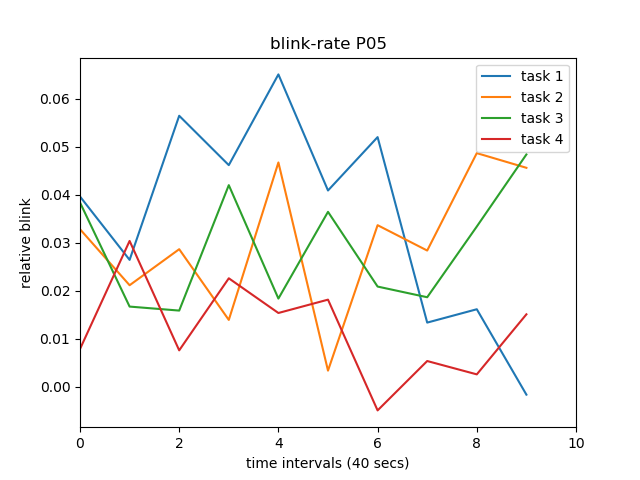 blink-rate P05
task 1
task 2
task 3
task 4
relative blink
0.06
0.05
0.04
0.03
0.02
0.01
0.00
0 2 4 6 8 10
time intervals (40 secs)